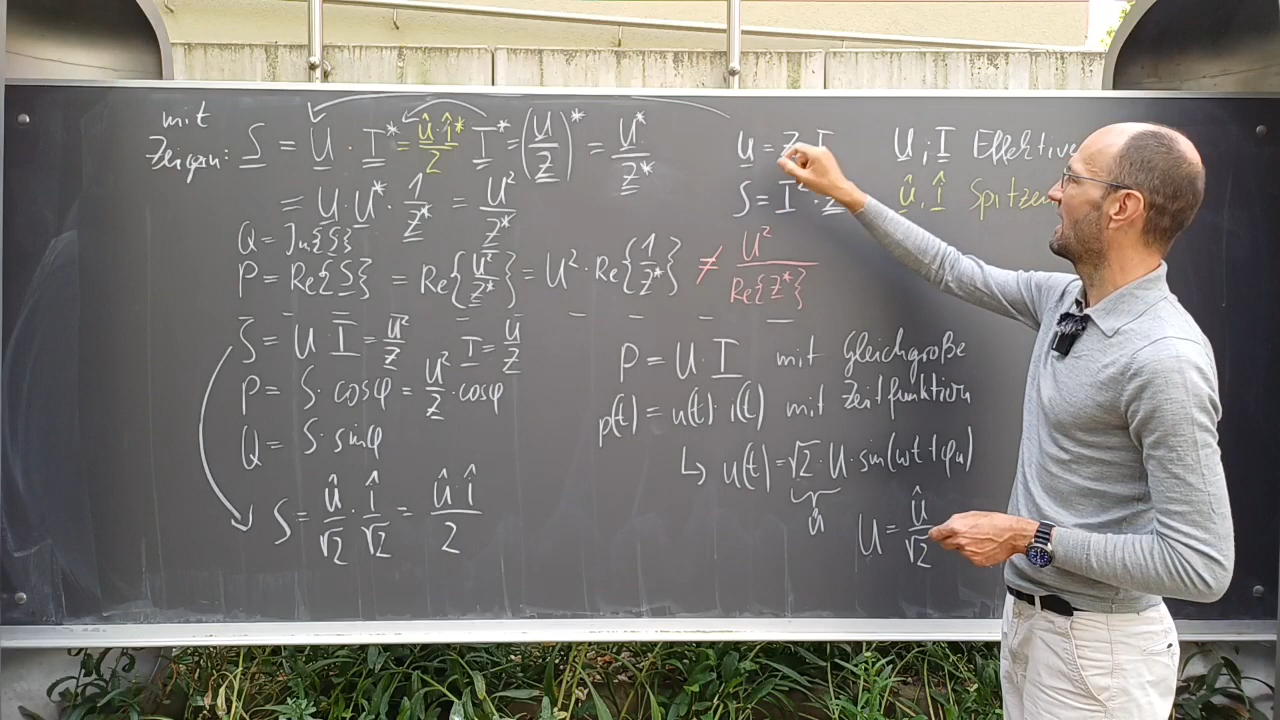 mit
Zeigern: S̲ = U̲ · I̲* = û̲·î̲*/2 I̲* = (U̲/Z̲)* = U̲*/Z̲*
= U̲·U̲* · 1/Z̲* = U²/Z̲*
Q = Im{S̲}
P = Re{S̲} = Re{U²/Z̲*} = U² · Re{1/Z̲*} ≠ U²/Re{Z̲*}
U̲ = Z̲ · I̲
S̲ = I² · Z̲
U̲ ; I̲ Effektive
û̲, î̲ Spitzen
S = U I = U²/Z I = U/Z
P = S · cosφ = U²/Z · cosφ
Q = S · sinφ
S = û/√2 · î/√2 = û·î/2
P = U · I mit Gleichgroße
p(t) = u(t) · i(t) mit Zeitfunktion
↳ u(t) = √2 · U · sin(ωt + φu)
û
U = û/√2